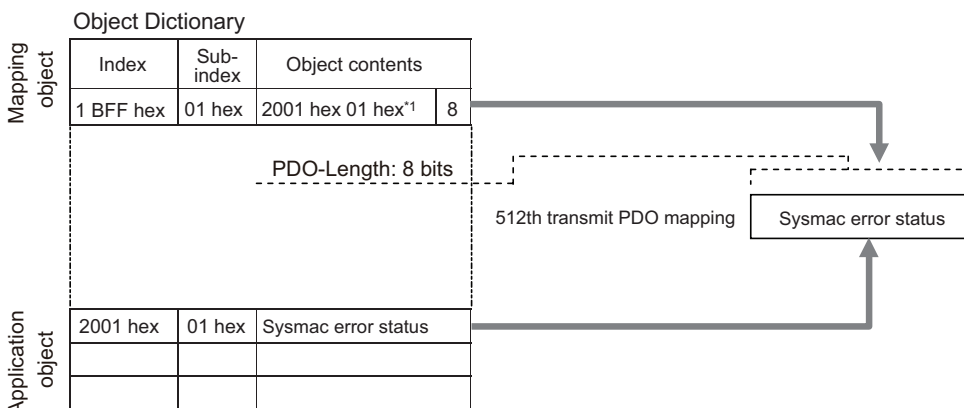 Object Dictionary
Mapping object
Index Sub-index Object contents
1 BFF hex 01 hex 2001 hex 01 hex*1 8
PDO-Length: 8 bits
512th transmit PDO mapping
Sysmac error status
Application object
2001 hex 01 hex Sysmac error status